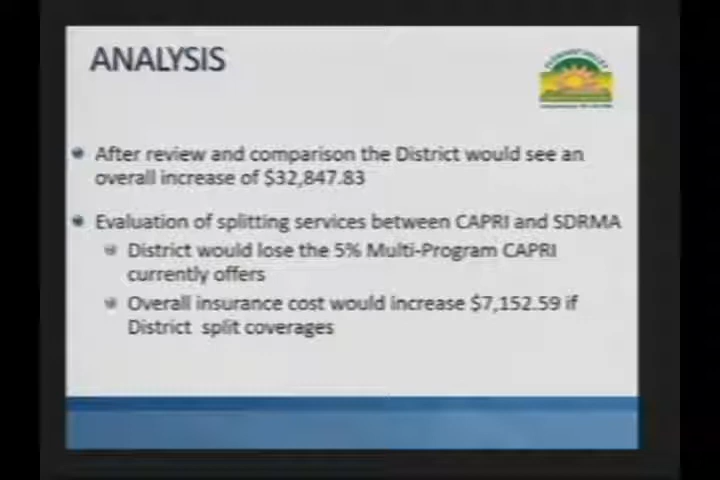 ANALYSIS
After review and comparison the District would see an
overall increase of $32,847.83
Evaluation of splitting services between CAPRI and SDRMA
District would lose the 5% Multi-Program CAPRI
currently offers
Overall insurance cost would increase $7,152.59 if
District split coverages